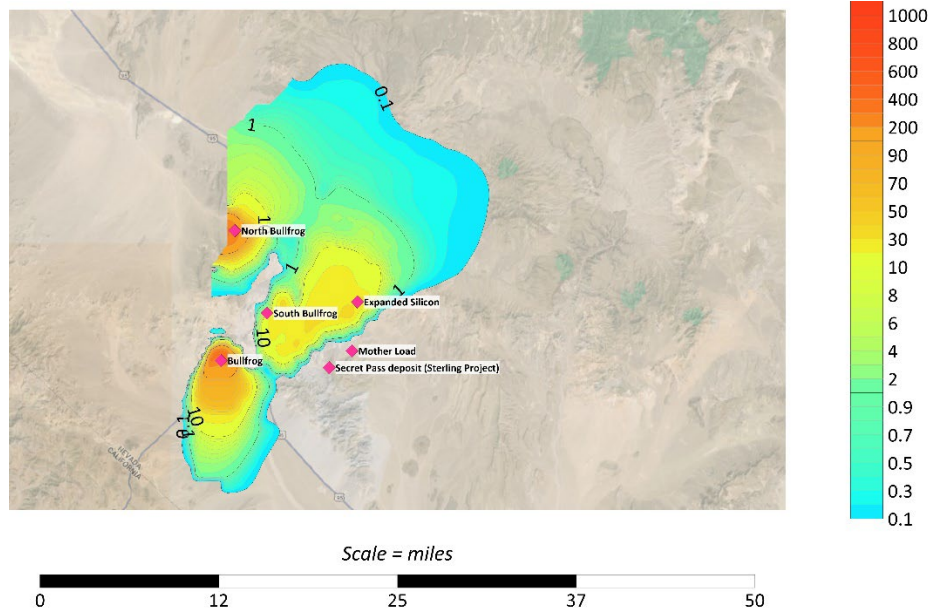 0.1
1
1
North Bullfrog
1
1
Expanded Silicon
South Bullfrog
10
Mother Load
Bullfrog
Secret Pass deposit (Sterling Project)
10
NEVADA
CALIFORNIA
1000
800
600
400
200
90
70
50
30
10
8
6
4
2
0.9
0.7
0.5
0.3
0.1
Scale = miles
0 12 25 37 50